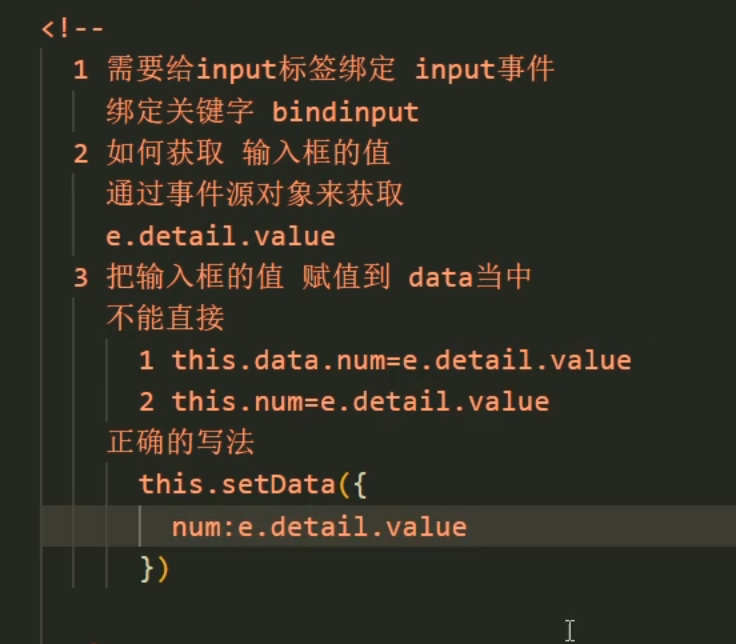 <!--
1 需要给input标签绑定 input事件
绑定关键字 bindinput
2 如何获取 输入框的值
通过事件源对象来获取
e.detail.value
3 把输入框的值 赋值到 data当中
不能直接
1 this.data.num=e.detail.value
2 this.num=e.detail.value
正确的写法
this.setData({
num:e.detail.value
})